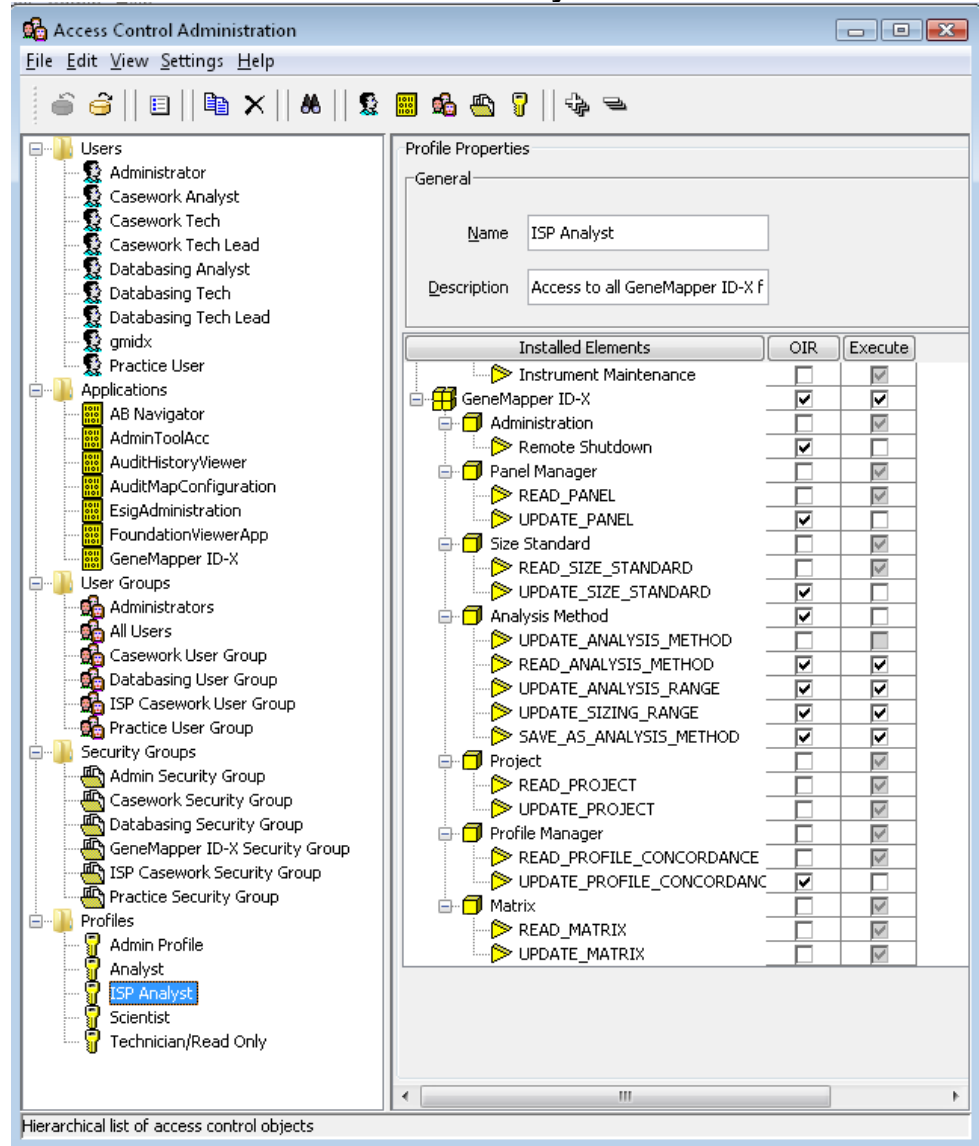 Access Control Administration
File Edit View Settings Help
Users
Administrator
Casework Analyst
Casework Tech
Casework Tech Lead
Databasing Analyst
Databasing Tech
Databasing Tech Lead
gmidx
Practice User
Applications
AB Navigator
AdminToolAcc
AuditHistoryViewer
AuditMapConfiguration
EsigAdministration
FoundationViewerApp
GeneMapper ID-X
User Groups
Administrators
All Users
Casework User Group
Databasing User Group
ISP Casework User Group
Practice User Group
Security Groups
Admin Security Group
Casework Security Group
Databasing Security Group
GeneMapper ID-X Security Group
ISP Casework Security Group
Practice Security Group
Profiles
Admin Profile
Analyst
ISP Analyst
Scientist
Technician/Read Only
Profile Properties
General
Name ISP Analyst
Description Access to all GeneMapper ID-X f
Installed Elements OIR Execute
Instrument Maintenance
GeneMapper ID-X
Administration
Remote Shutdown
Panel Manager
READ_PANEL
UPDATE_PANEL
Size Standard
READ_SIZE_STANDARD
UPDATE_SIZE_STANDARD
Analysis Method
UPDATE_ANALYSIS_METHOD
READ_ANALYSIS_METHOD
UPDATE_ANALYSIS_RANGE
UPDATE_SIZING_RANGE
SAVE_AS_ANALYSIS_METHOD
Project
READ_PROJECT
UPDATE_PROJECT
Profile Manager
READ_PROFILE_CONCORDANCE
UPDATE_PROFILE_CONCORDANC
Matrix
READ_MATRIX
UPDATE_MATRIX
Hierarchical list of access control objects